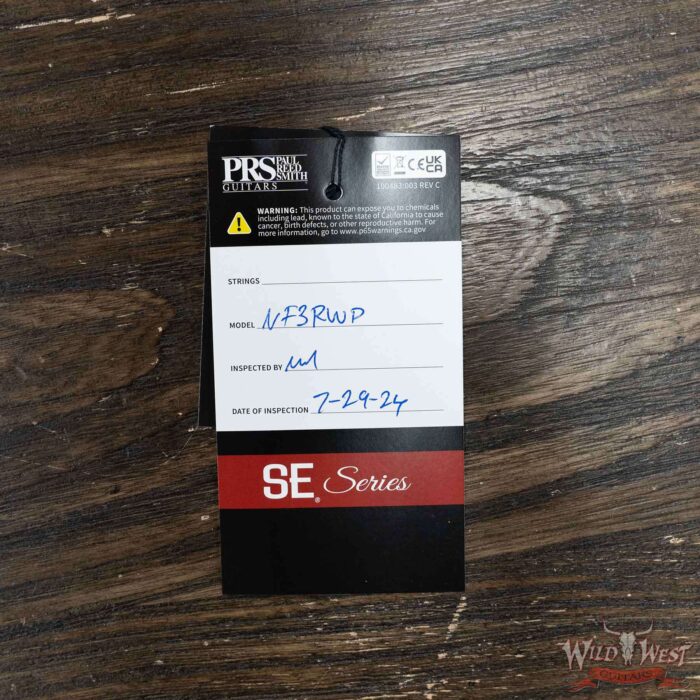 PRS PAUL REED SMITH
GUITARS
UK CA
CE
100483:003 REV C
WARNING: This product can expose you to chemicals
including lead, known to the state of California to cause
cancer, birth defects, or other reproductive harm. For
more information, go to www.p65warnings.ca.gov
STRINGS
MODEL NF3RWP
INSPECTED BY
DATE OF INSPECTION 7-29-24
SE® Series
WILD WEST
GUITARS